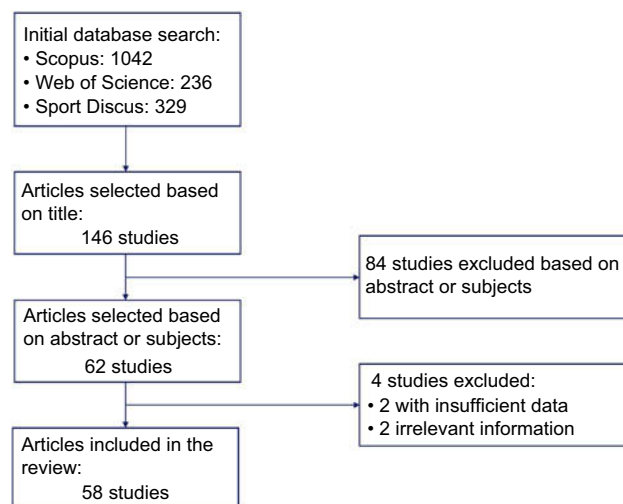 Initial database search:
• Scopus: 1042
• Web of Science: 236
• Sport Discus: 329
Articles selected based
on title:
146 studies
84 studies excluded based on
abstract or subjects
Articles selected based
on abstract or subjects:
62 studies
4 studies excluded:
• 2 with insufficient data
• 2 irrelevant information
Articles included in the
review:
58 studies